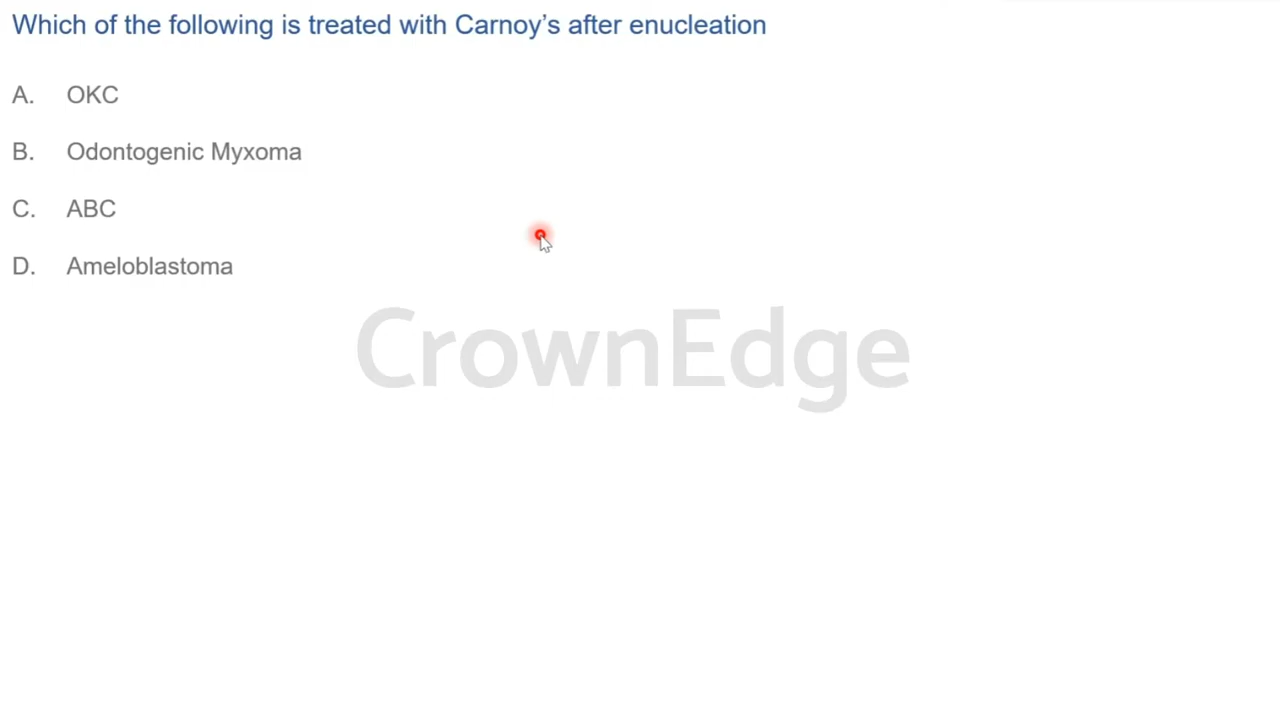 Which of the following is treated with Carnoy’s after enucleation
A. OKC
B. Odontogenic Myxoma
C. ABC
D. Ameloblastoma
CrownEdge